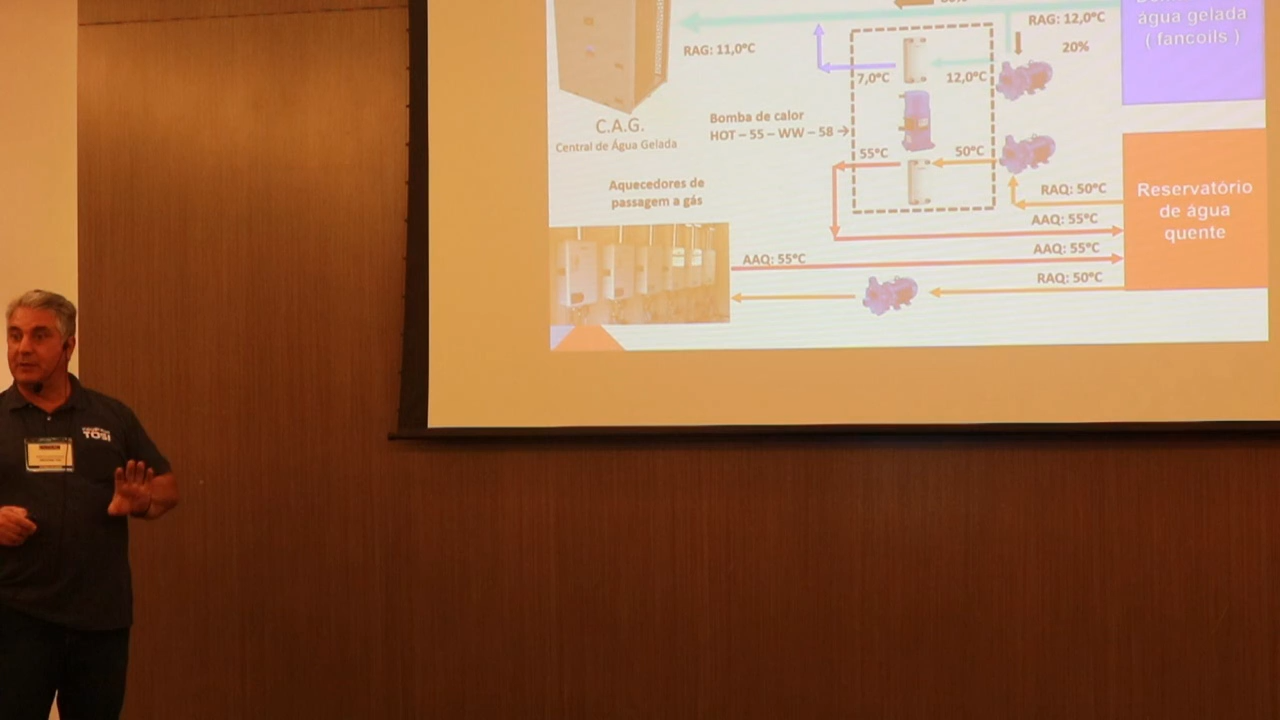 80%
RAG: 12,0°C
20%
água gelada
( fancoils )
RAG: 11,0°C
7,0°C
12,0°C
C.A.G.
Central de Água Gelada
Bomba de calor
HOT – 55 – WW – 58
55°C
50°C
Aquecedores de
passagem a gás
RAQ: 50°C
AAQ: 55°C
Reservatório
de água
quente
AAQ: 55°C
AAQ: 55°C
RAQ: 50°C
TOSI